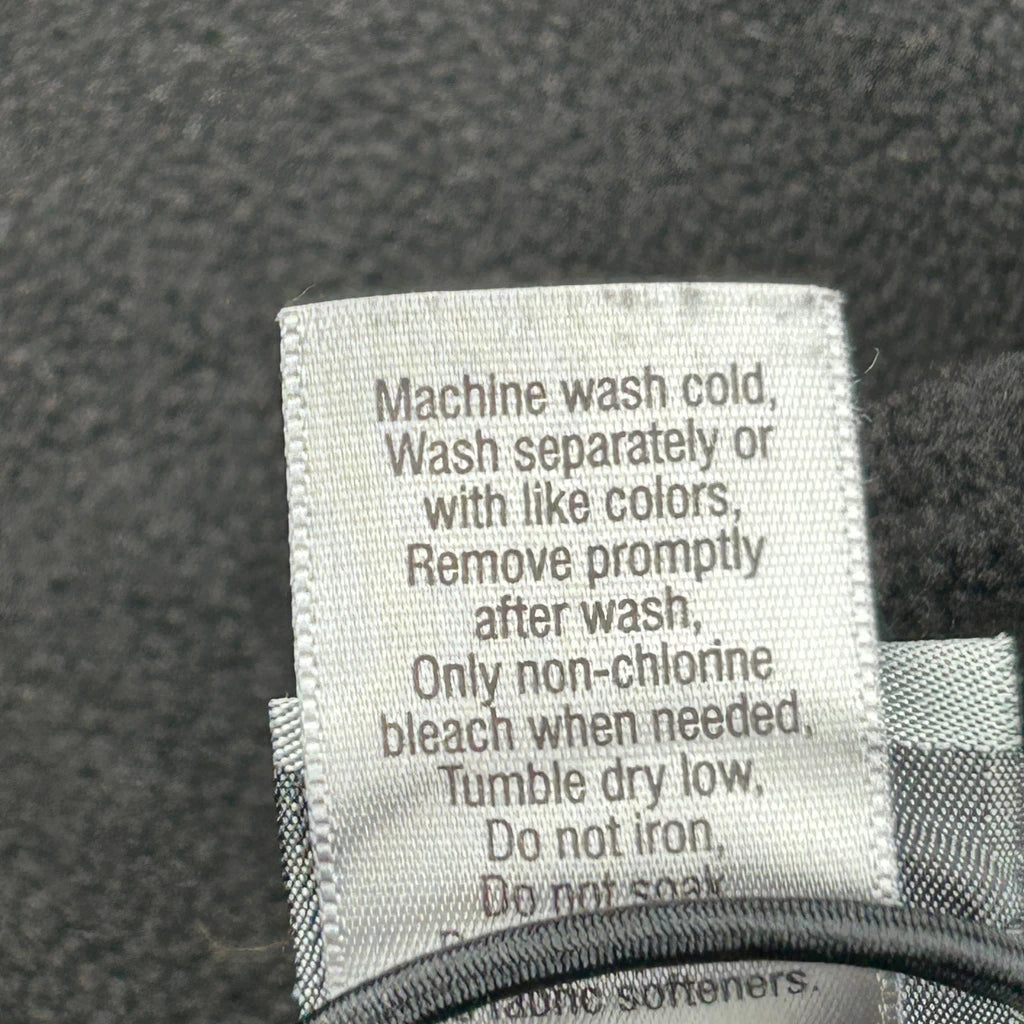 Machine wash cold,
Wash separately or
with like colors,
Remove promptly
after wash,
Only non-chlorine
bleach when needed,
Tumble dry low,
Do not iron,
Do not soak
fabric softeners.